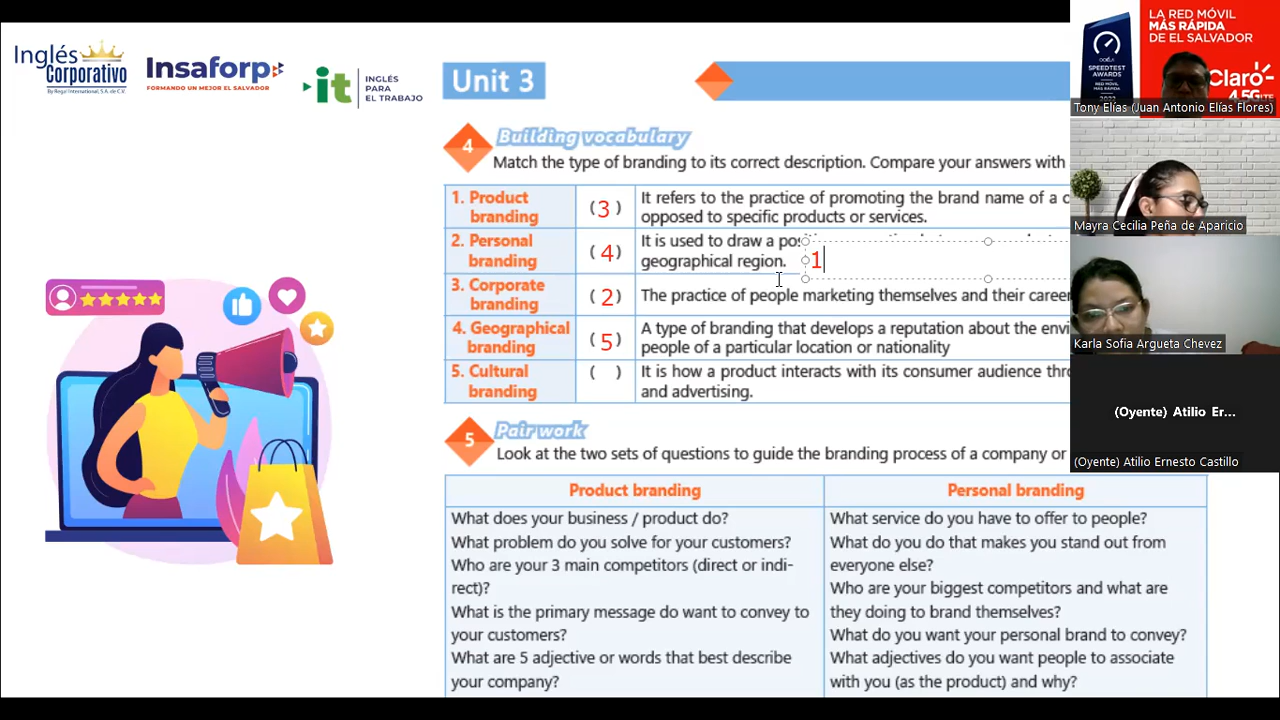 Inglés
Corporativo
By Regal International, S.A. de C.V.
Insaforp
FORMANDO UN MEJOR EL SALVADOR
it
INGLÉS
PARA
EL TRABAJO
Unit 3
4
Building vocabulary
Match the type of branding to its correct description. Compare your answers with
1. Product
branding
(3)
It refers to the practice of promoting the brand name of a c
opposed to specific products or services.
2. Personal
branding
(4)
It is used to draw a
geographical region.
1
3. Corporate
branding
(2)
The practice of people marketing themselves and their career
4. Geographical
branding
(5)
A type of branding that develops a reputation about the envi
people of a particular location or nationality
5. Cultural
branding
( )
It is how a product interacts with its consumer audience thr
and advertising.
5
Pair work
Look at the two sets of questions to guide the branding process of a company or
Product branding
What does your business / product do?
What problem do you solve for your customers?
Who are your 3 main competitors (direct or indi-
rect)?
What is the primary message do want to convey to
your customers?
What are 5 adjective or words that best describe
your company?
Personal branding
What service do you have to offer to people?
What do you do that makes you stand out from
everyone else?
Who are your biggest competitors and what are
they doing to brand themselves?
What do you want your personal brand to convey?
What adjectives do you want people to associate
with you (as the product) and why?
LA RED MÓVIL
MÁS RÁPIDA
DE EL SALVADOR
SPEEDTEST
AWARDS
Claro
4.5G LTE
Tony Elías (Juan Antonio Elías Flores)
Mayra Cecilia Peña de Aparicio
Karla Sofia Argueta Chevez
(Oyente) Atilio Er...
(Oyente) Atilio Ernesto Castillo